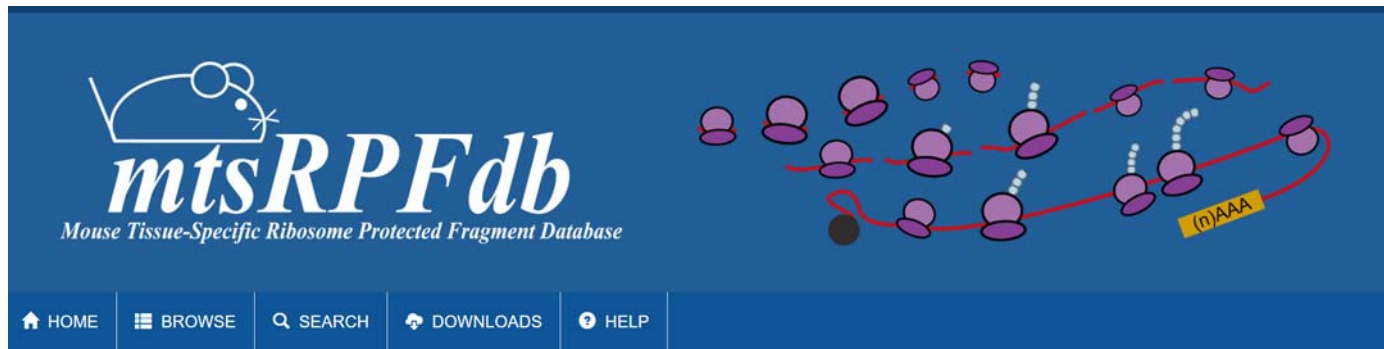 mtsRPFdb
Mouse Tissue-Specific Ribosome Protected Fragment Database
(n)AAA
HOME BROWSE SEARCH DOWNLOADS HELP